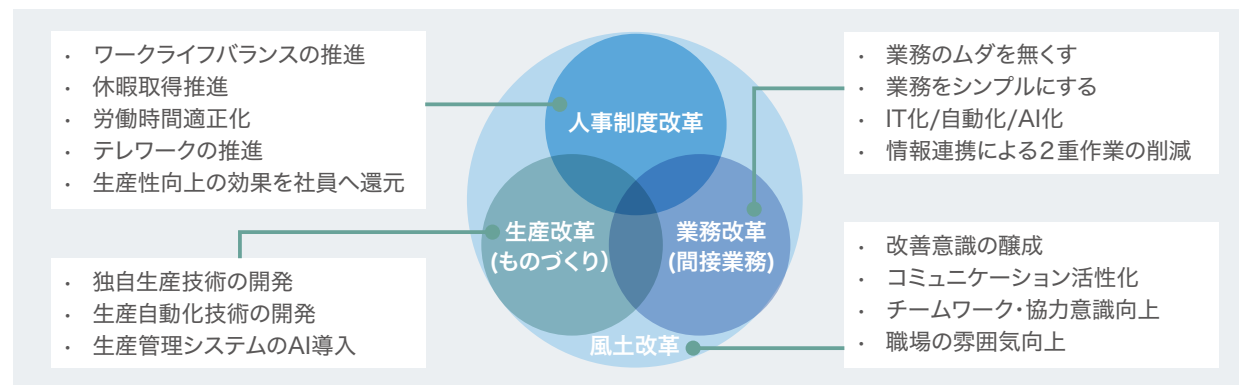 ・ ワークライフバランスの推進
・ 休暇取得推進
・ 労働時間適正化
・ テレワークの推進
・ 生産性向上の効果を社員へ還元
・ 独自生産技術の開発
・ 生産自動化技術の開発
・ 生産管理システムのAI導入
人事制度改革
生産改革
(ものづくり)
業務改革
(間接業務)
風土改革
・ 業務のムダを無くす
・ 業務をシンプルにする
・ IT化/自動化/AI化
・ 情報連携による2重作業の削減
・ 改善意識の醸成
・ コミュニケーション活性化
・ チームワーク・協力意識向上
・ 職場の雰囲気向上